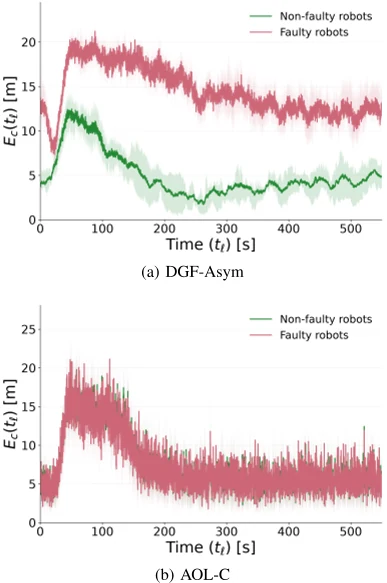 Non-faulty robots
Faulty robots
20
15
10
5
0
E_c(t_ℓ) [m]
0 100 200 300 400 500
Time (t_ℓ) [s]
(a) DGF-Asym
Non-faulty robots
Faulty robots
25
20
15
10
5
0
E_c(t_ℓ) [m]
0 100 200 300 400 500
Time (t_ℓ) [s]
(b) AOL-C